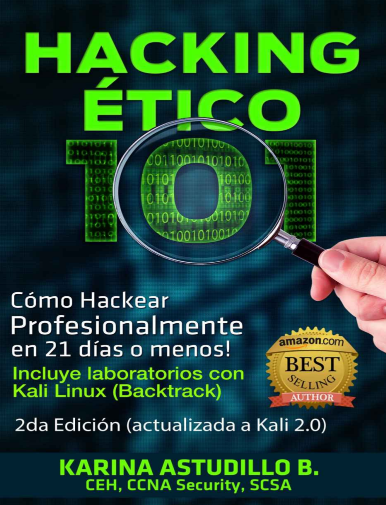 HACKING
ÉTICO
101
Cómo Hackear
Profesionalmente
en 21 días o menos!
Incluye laboratorios con
Kali Linux (Backtrack)
amazon.com
BEST
SELLING
AUTHOR
2da Edición (actualizada a Kali 2.0)
KARINA ASTUDILLO B.
CEH, CCNA Security, SCSA